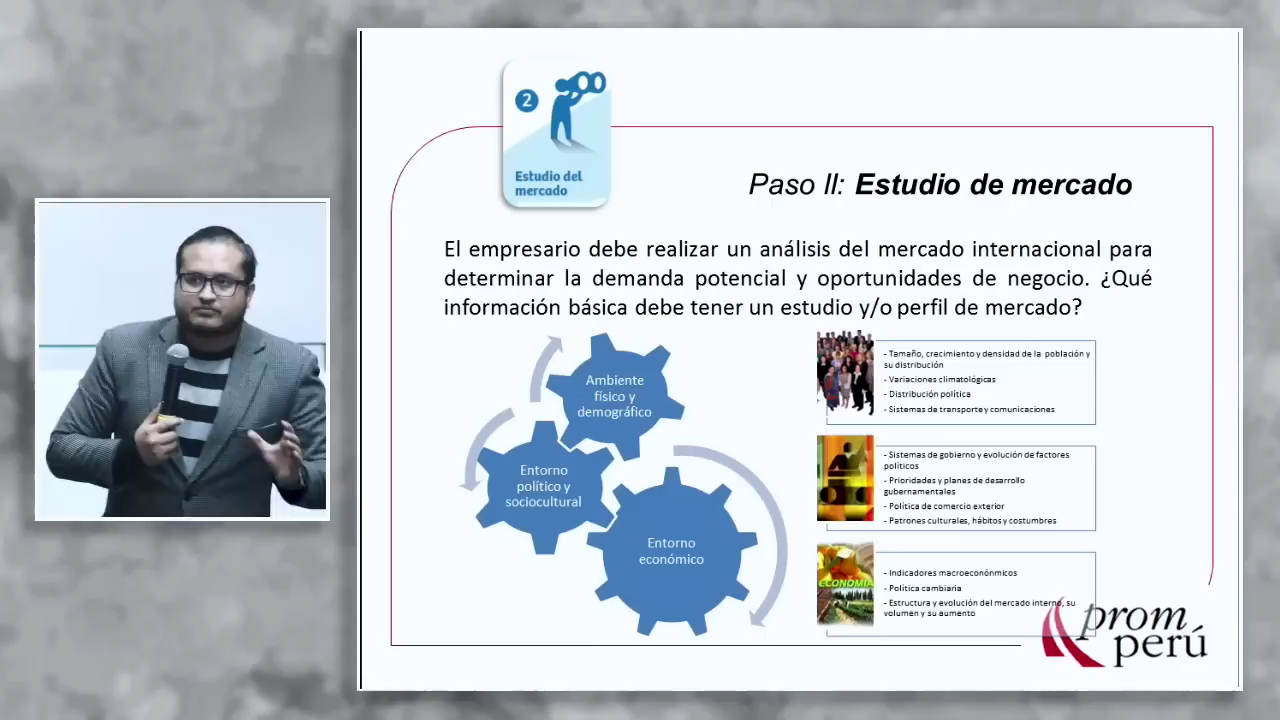 2
Estudio del
mercado
Paso II: Estudio de mercado
El empresario debe realizar un análisis del mercado internacional para
determinar la demanda potencial y oportunidades de negocio. ¿Qué
información básica debe tener un estudio y/o perfil de mercado?
Ambiente
físico y
demográfico
Entorno
político y
sociocultural
Entorno
económico
- Tamaño, crecimiento y densidad de la población y
su distribución
- Variaciones climatológicas
- Distribución política
- Sistemas de transporte y comunicaciones
- Sistemas de gobierno y evolución de factores
políticos
- Prioridades y planes de desarrollo
gubernamentales
- Política de comercio exterior
- Patrones culturales, hábitos y costumbres
ECONOMIA
- Indicadores macroeconónmicos
- Política cambiaria
- Estructura y evolución del mercado interno, su
volumen y su aumento
prom
perú